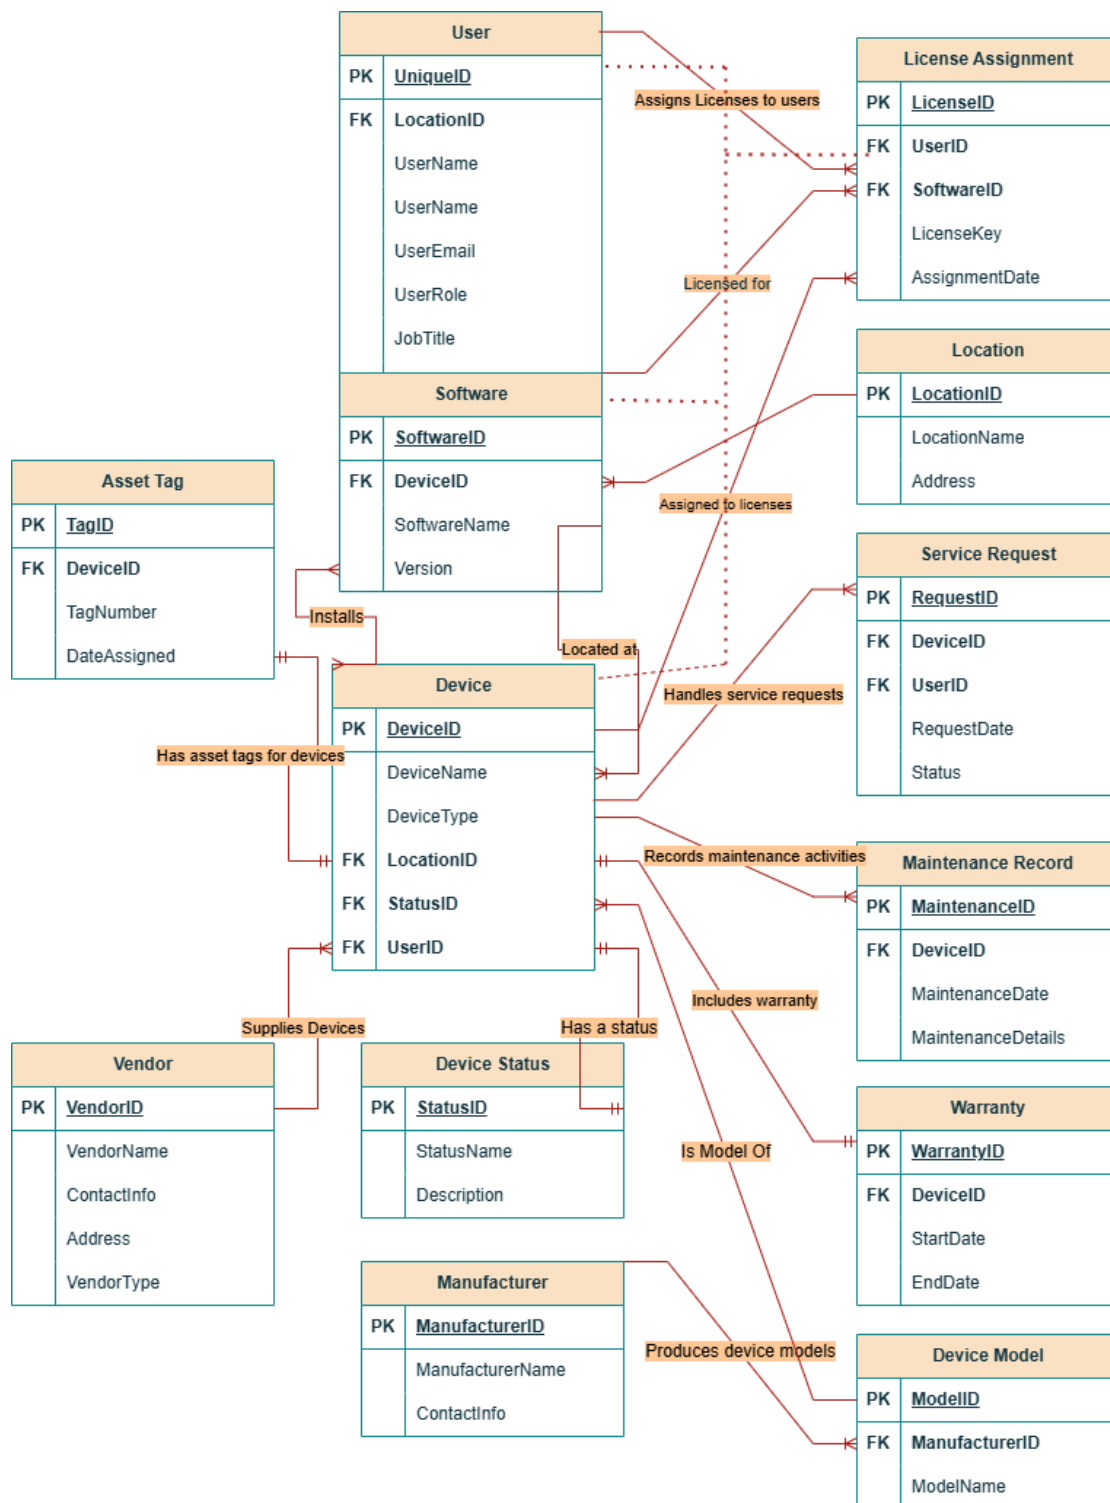 User
PK UniqueID
FK LocationID
UserName
UserName
UserEmail
UserRole
JobTitle
Software
PK SoftwareID
FK DeviceID
SoftwareName
Version
License Assignment
PK LicenseID
FK UserID
FK SoftwareID
LicenseKey
AssignmentDate
Assigns Licenses to users
Licensed for
Location
PK LocationID
LocationName
Address
Asset Tag
PK TagID
FK DeviceID
TagNumber
DateAssigned
Assigned to licenses
Installs
Located at
Service Request
PK RequestID
FK DeviceID
FK UserID
RequestDate
Status
Handles service requests
Has asset tags for devices
Device
PK DeviceID
DeviceName
DeviceType
FK LocationID
FK StatusID
FK UserID
Records maintenance activities
Maintenance Record
PK MaintenanceID
FK DeviceID
MaintenanceDate
MaintenanceDetails
Includes warranty
Supplies Devices
Has a status
Vendor
PK VendorID
VendorName
ContactInfo
Address
VendorType
Device Status
PK StatusID
StatusName
Description
Warranty
PK WarrantyID
FK DeviceID
StartDate
EndDate
Is Model Of
Manufacturer
PK ManufacturerID
ManufacturerName
ContactInfo
Produces device models
Device Model
PK ModelID
FK ManufacturerID
ModelName